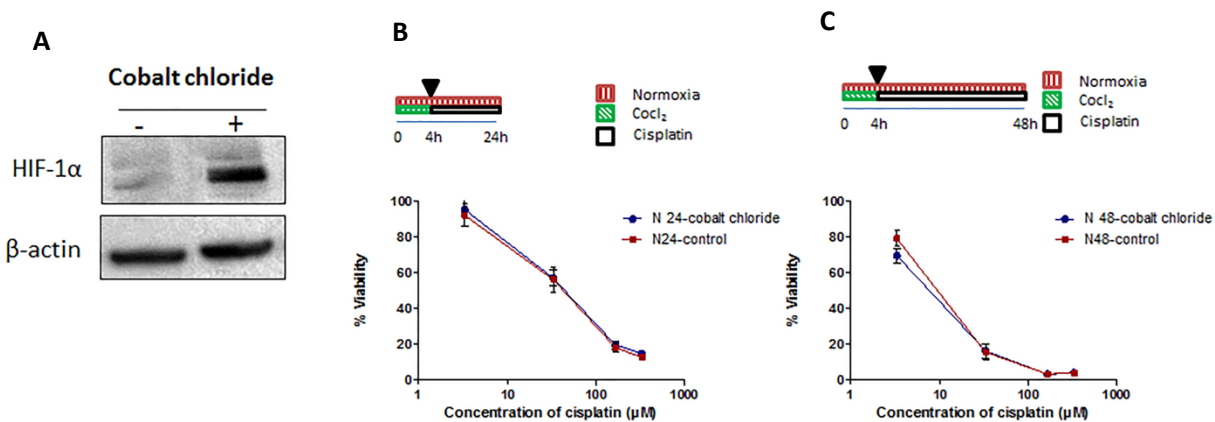 A
Cobalt chloride
- +
HIF-1α
β-actin
B
Normoxia
Cocl₂
Cisplatin
0 4h 24h
N 24-cobalt chloride
N24-control
% Viability
100
80
60
40
20
0
1 10 100 1000
Concentration of cisplatin (µM)
C
Normoxia
Cocl₂
Cisplatin
0 4h 48h
N 48-cobalt chloride
N48-control
% Viability
100
80
60
40
20
0
1 10 100 1000
Concentration of cisplatin (µM)